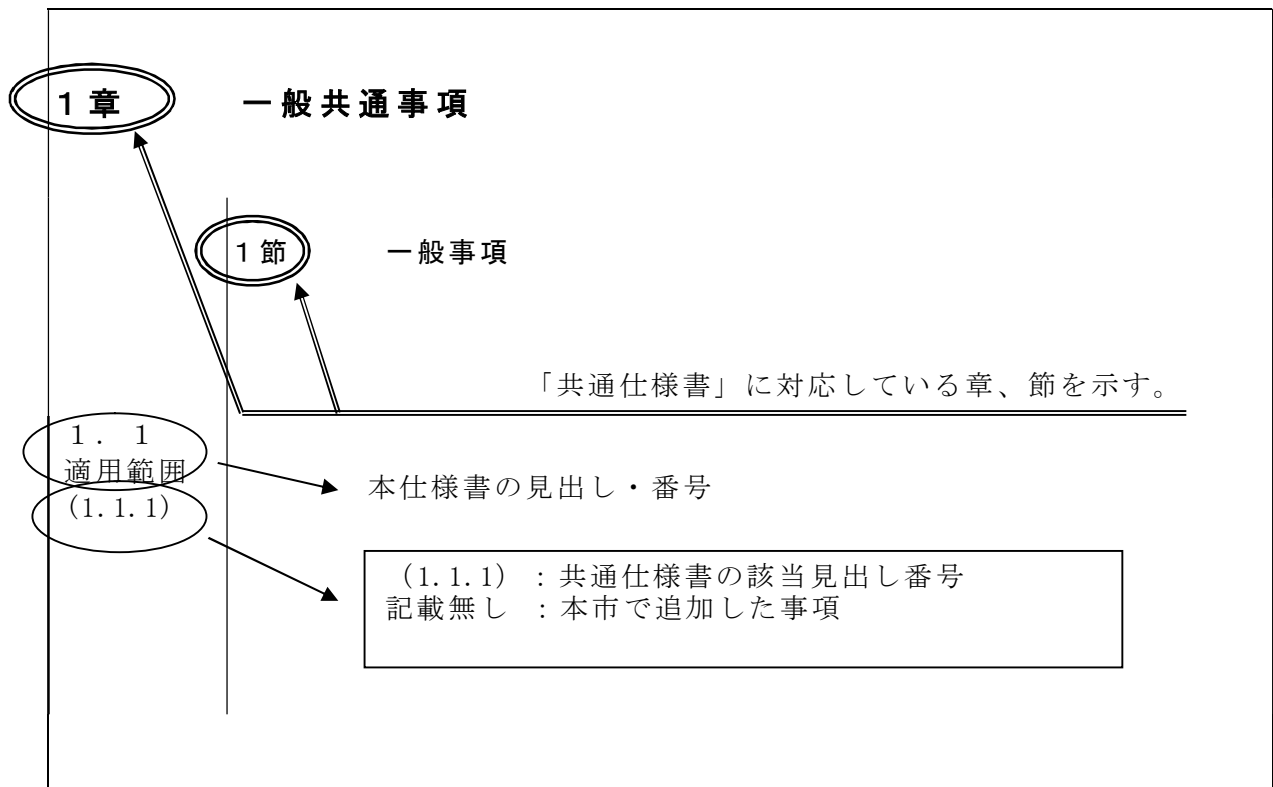 1章 一般共通事項
1節 一般事項
「共通仕様書」に対応している章、節を示す。
1. 1
適用範囲
(1.1.1)
本仕様書の見出し・番号
(1.1.1) :共通仕様書の該当見出し番号
記載無し :本市で追加した事項